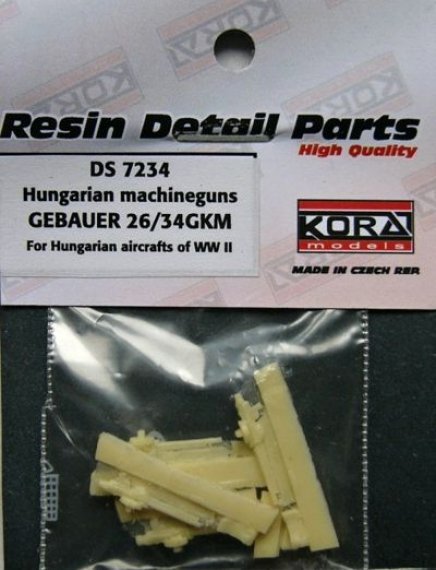 KORA
Resin Detail Parts
High Quality
DS 7234
Hungarian machineguns
GEBAUER 26/34GKM
For Hungarian aircrafts of WW II
KORA
models
MADE IN CZECH REP.